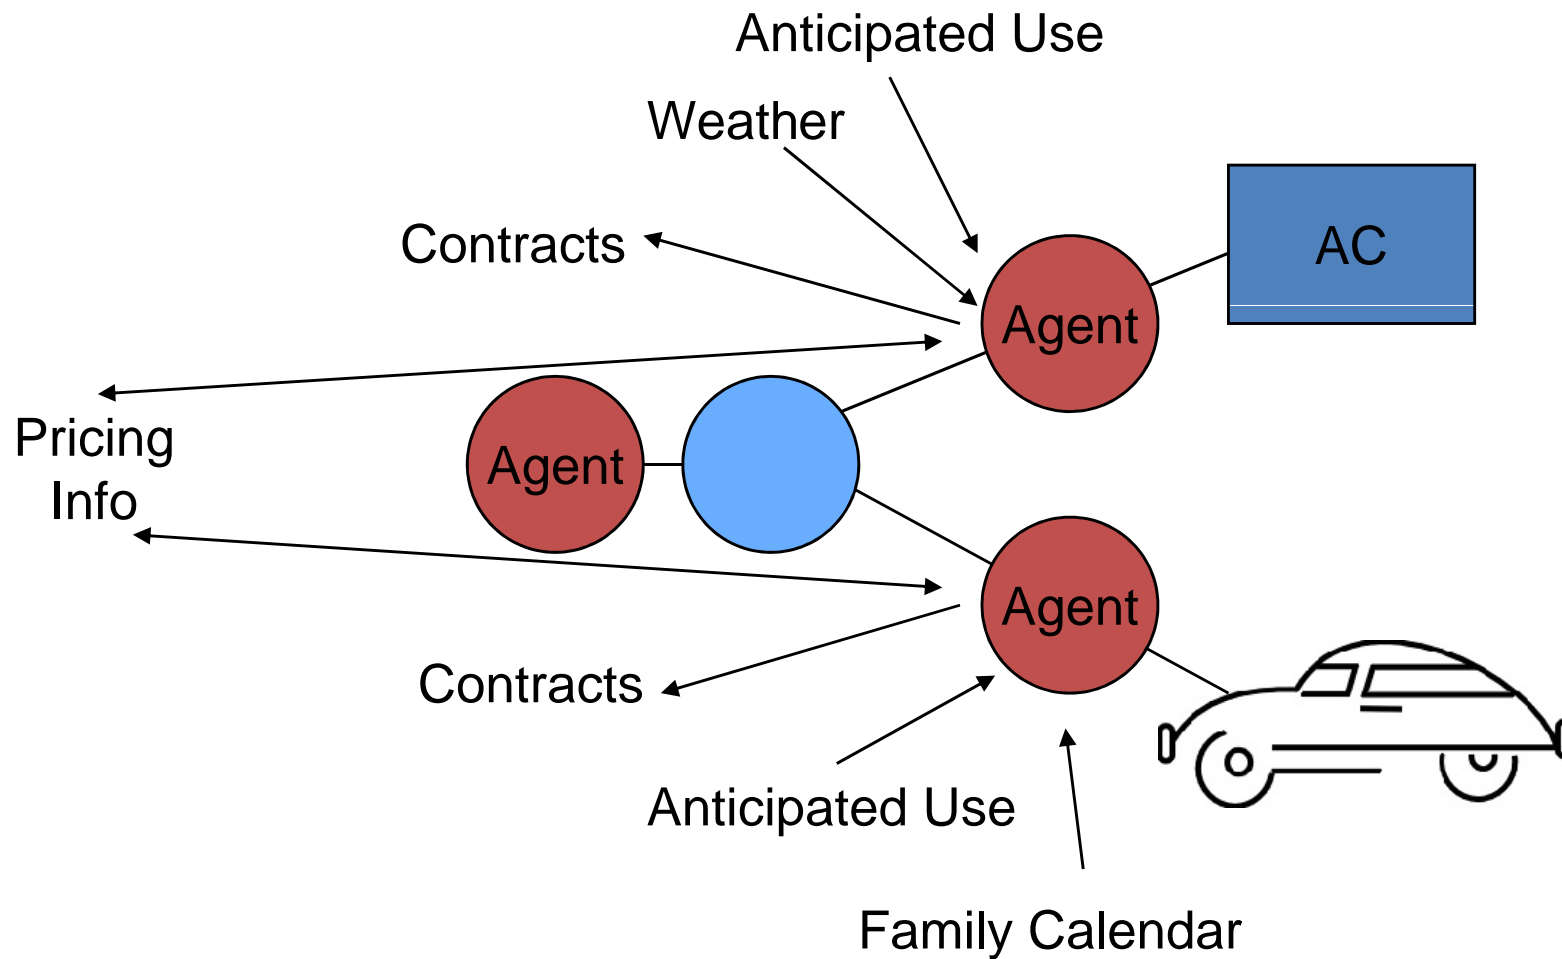 Anticipated Use
Weather
Contracts
AC
Agent
Pricing
Info
Agent
Agent
Contracts
Anticipated Use
Family Calendar